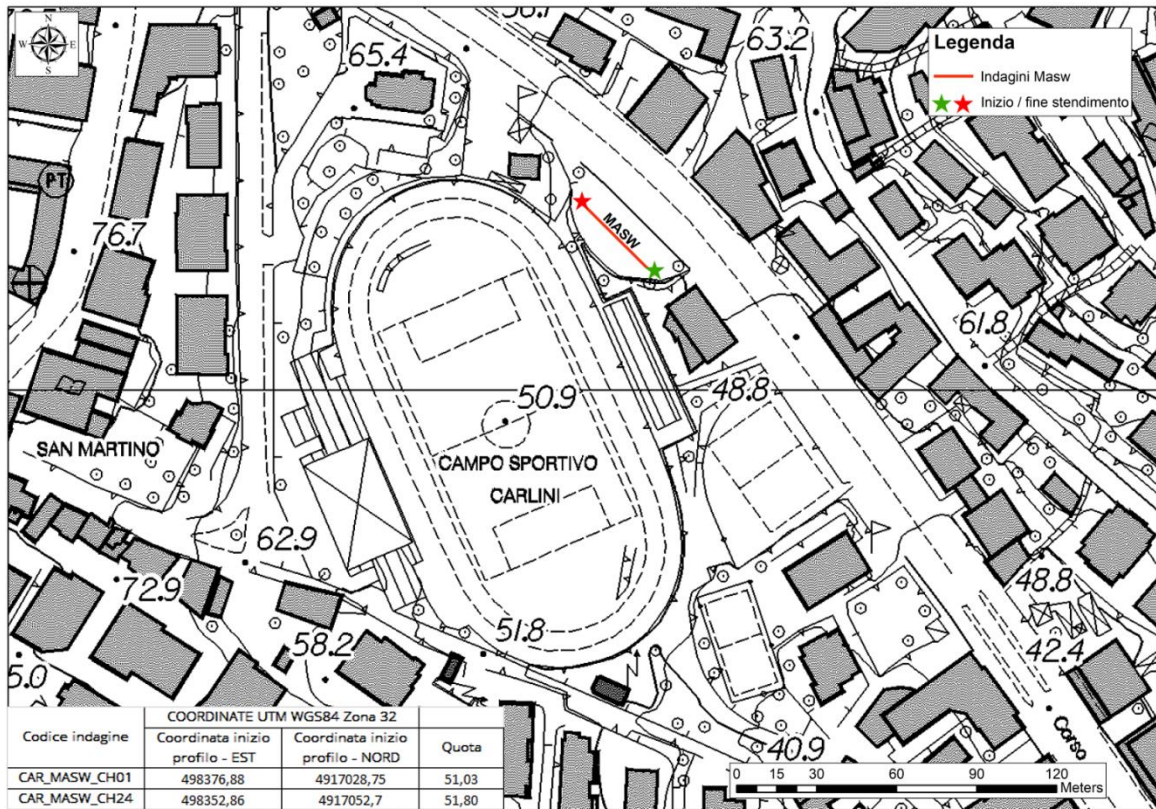 56.7
63.2
N
W E
S
65.4
Legenda
Indagini Masw
Inizio / fine stendimento
PT
MASW
76.7
61.8
50.9
48.8
SAN MARTINO
CAMPO SPORTIVO
CARLINI
62.9
72.9
48.8
51.8
58.2
42.4
5.0
40.9
Corso
Codice indagine
COORDINATE UTM WGS84 Zona 32
Coordinata inizio
profilo - EST
Coordinata inizio
profilo - NORD
Quota
CAR_MASW_CH01 498376,88 4917028,75 51,03
CAR_MASW_CH24 498352,86 4917052,7 51,80
0 15 30 60 90 120
Meters